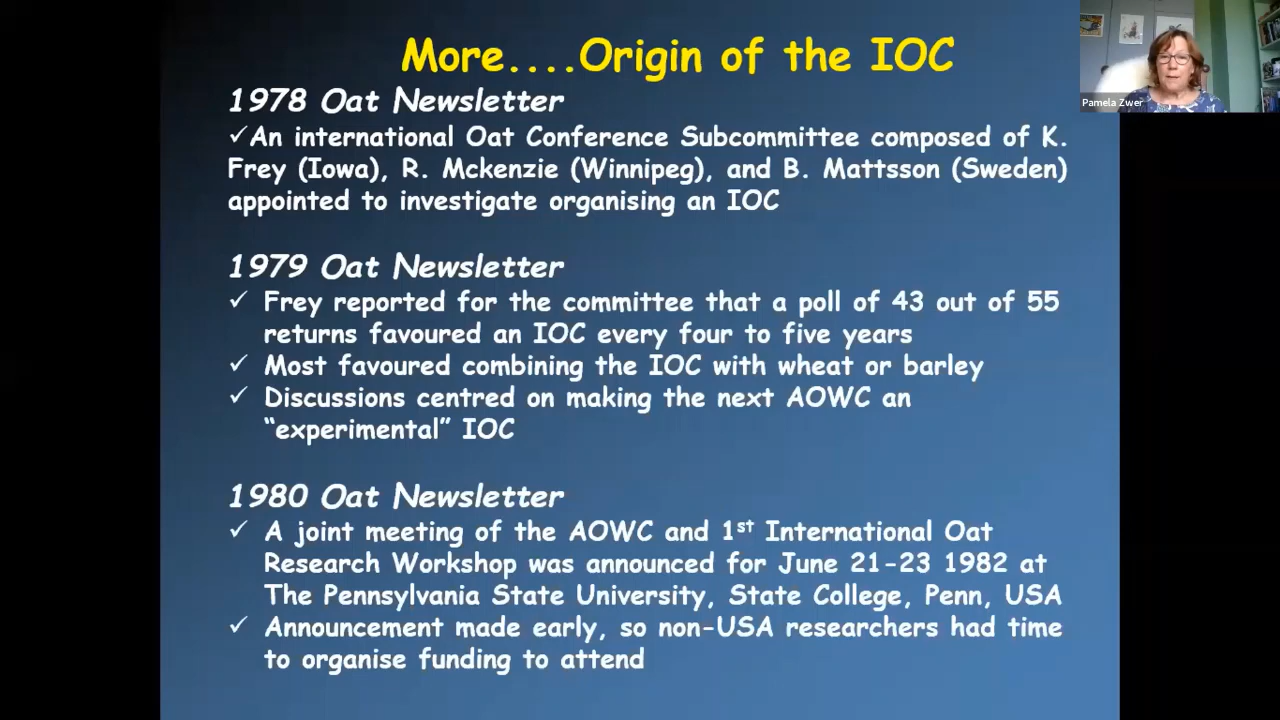 More....Origin of the IOC
Pamela Zwer
1978 Oat Newsletter
✓An international Oat Conference Subcommittee composed of K.
Frey (Iowa), R. Mckenzie (Winnipeg), and B. Mattsson (Sweden)
appointed to investigate organising an IOC
1979 Oat Newsletter
✓ Frey reported for the committee that a poll of 43 out of 55
returns favoured an IOC every four to five years
✓ Most favoured combining the IOC with wheat or barley
✓ Discussions centred on making the next AOWC an
“experimental” IOC
1980 Oat Newsletter
✓ A joint meeting of the AOWC and 1st International Oat
Research Workshop was announced for June 21-23 1982 at
The Pennsylvania State University, State College, Penn, USA
✓ Announcement made early, so non-USA researchers had time
to organise funding to attend